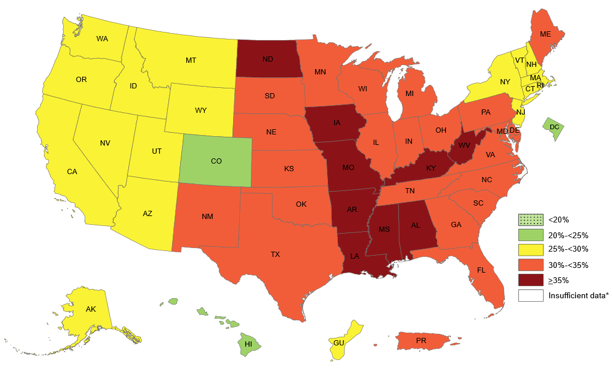 WA
MT
ND
MN
ME
VT
NH
OR
ID
WY
SD
WI
MI
NY
MA
RI
CT
NV
UT
CO
NE
IA
IL
IN
OH
PA
NJ
MD
DE
DC
CA
KS
MO
KY
WV
VA
AZ
NM
OK
AR
TN
NC
SC
TX
LA
MS
AL
GA
FL
<20%
20%-<25%
25%-<30%
30%-<35%
≥35%
Insufficient data*
AK
HI
GU
PR